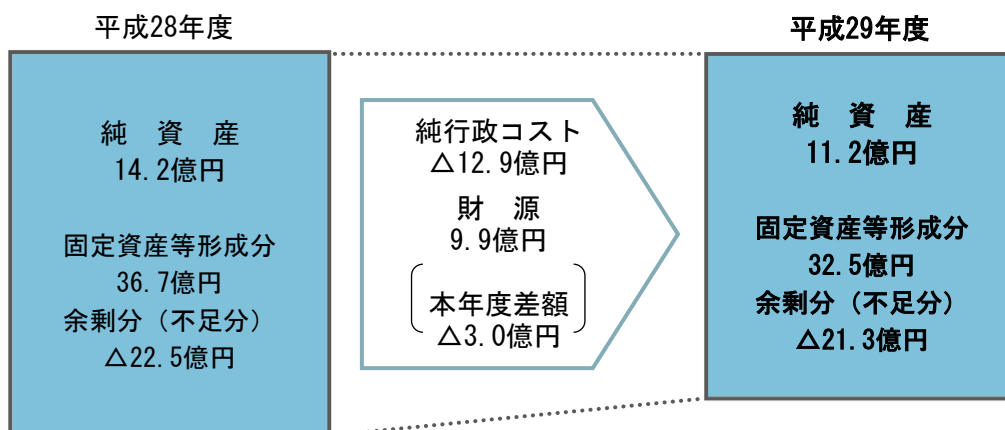 平成28年度
純　資　産
14.2億円
固定資産等形成分
36.7億円
余剰分（不足分）
△22.5億円
純行政コスト
△12.9億円
財　源
9.9億円
本年度差額
△3.0億円
平成29年度
純　資　産
11.2億円
固定資産等形成分
32.5億円
余剰分（不足分）
△21.3億円